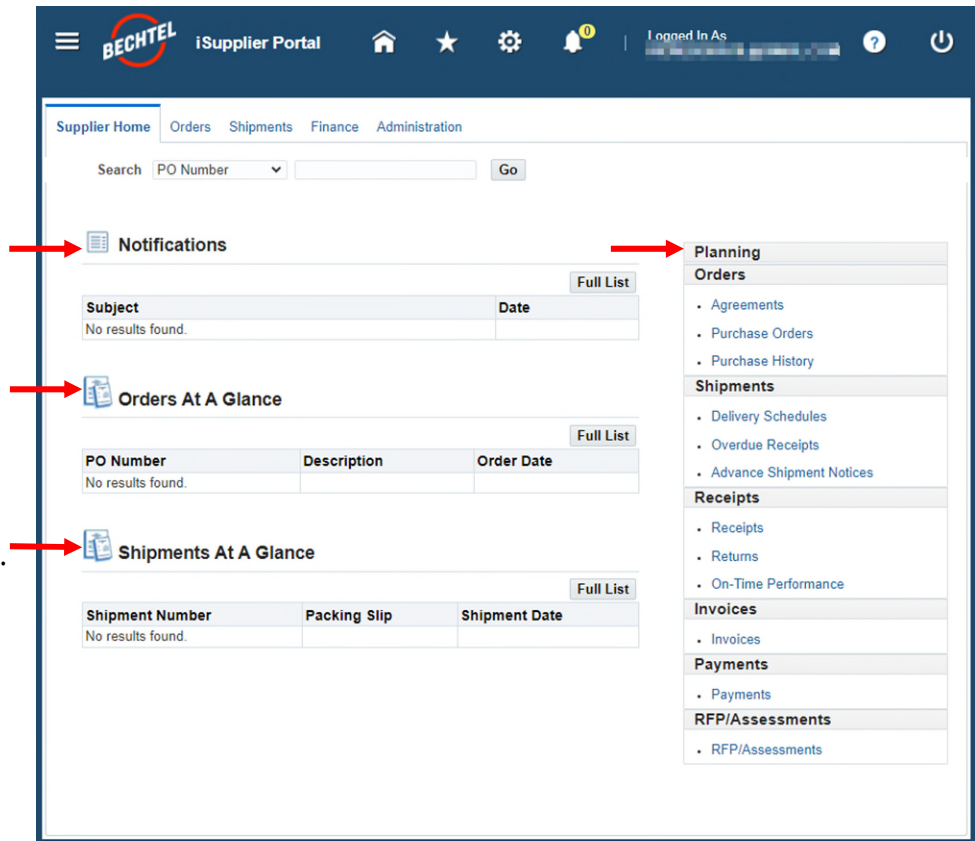 BECHTEL iSupplier Portal 0 Logged In As ?
Supplier Home Orders Shipments Finance Administration
Search PO Number Go
Notifications
Full List
Subject Date
No results found.
Orders At A Glance
Full List
PO Number Description Order Date
No results found.
Shipments At A Glance
.
Full List
Shipment Number Packing Slip Shipment Date
No results found.
Planning
Orders
• Agreements
• Purchase Orders
• Purchase History
Shipments
• Delivery Schedules
• Overdue Receipts
• Advance Shipment Notices
Receipts
• Receipts
• Returns
• On-Time Performance
Invoices
• Invoices
Payments
• Payments
RFP/Assessments
• RFP/Assessments